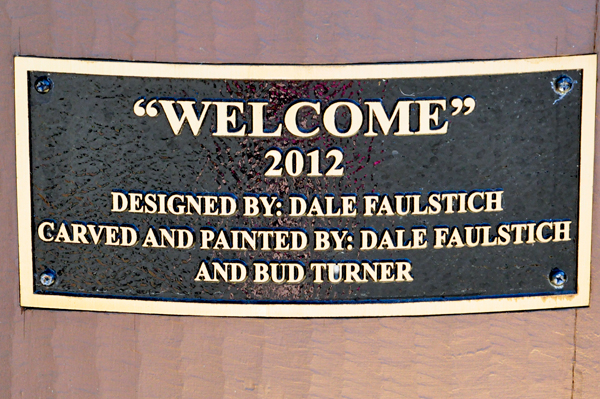 “WELCOME”
2012
DESIGNED BY: DALE FAULSTICH
CARVED AND PAINTED BY: DALE FAULSTICH
AND BUD TURNER